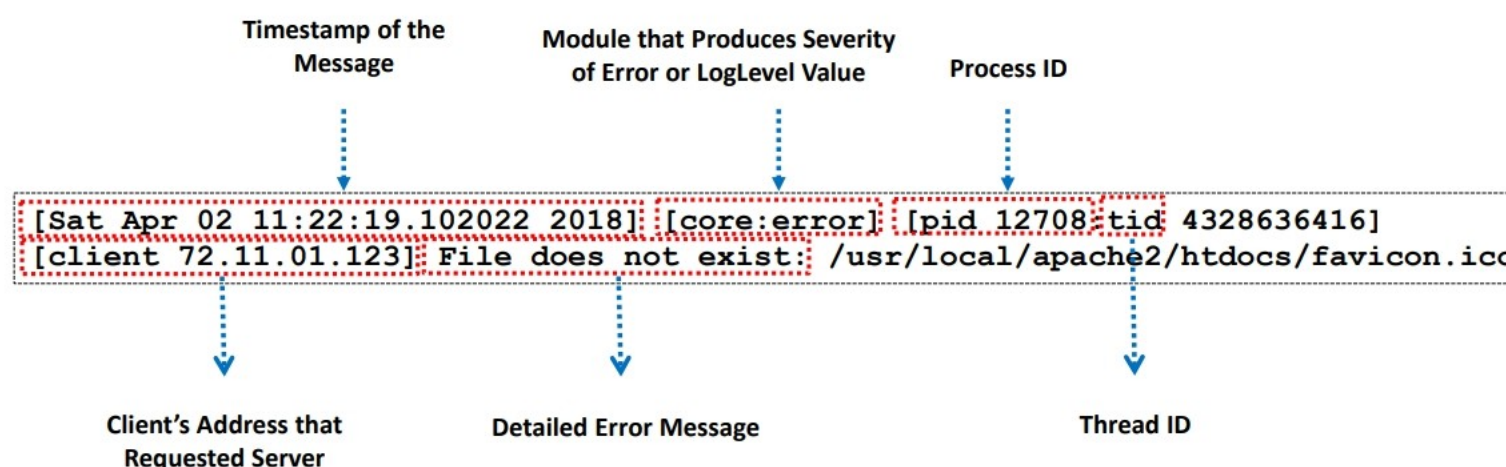 Timestamp of the
Message
Module that Produces Severity
of Error or LogLevel Value
Process ID
[Sat Apr 02 11:22:19.102022 2018] [core:error] [pid 12708:tid 4328636416]
[client 72.11.01.123] File does not exist: /usr/local/apache2/htdocs/favicon.ico
Client’s Address that
Requested Server
Detailed Error Message
Thread ID